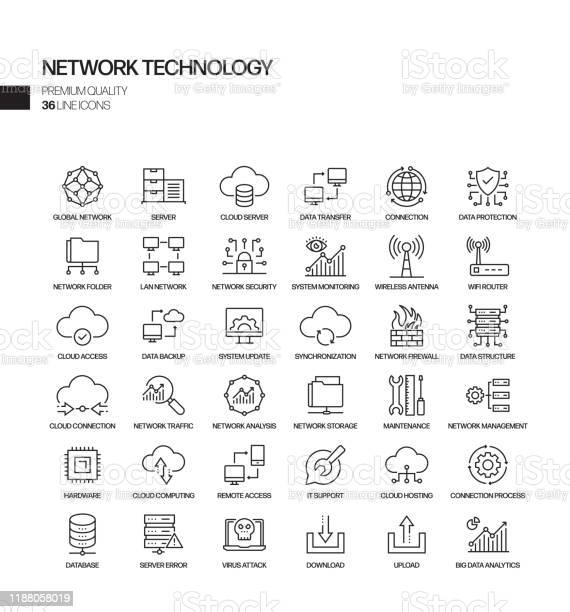 NETWORK TECHNOLOGY
PREMIUM QUALITY
36 LINE ICONS
GLOBAL NETWORK SERVER CLOUD SERVER DATA TRANSFER CONNECTION DATA PROTECTION
NETWORK FOLDER LAN NETWORK NETWORK SECURITY SYSTEM MONITORING WIRELESS ANTENNA WIFI ROUTER
CLOUD ACCESS DATA BACKUP SYSTEM UPDATE SYNCHRONIZATION NETWORK FIREWALL DATA STRUCTURE
CLOUD CONNECTION NETWORK TRAFFIC NETWORK ANALYSIS NETWORK STORAGE MAINTENANCE NETWORK MANAGEMENT
HARDWARE CLOUD COMPUTING REMOTE ACCESS IT SUPPORT CLOUD HOSTING CONNECTION PROCESS
DATABASE SERVER ERROR VIRUS ATTACK DOWNLOAD UPLOAD BIG DATA ANALYTICS
iStock
by Getty Images™
1188058019